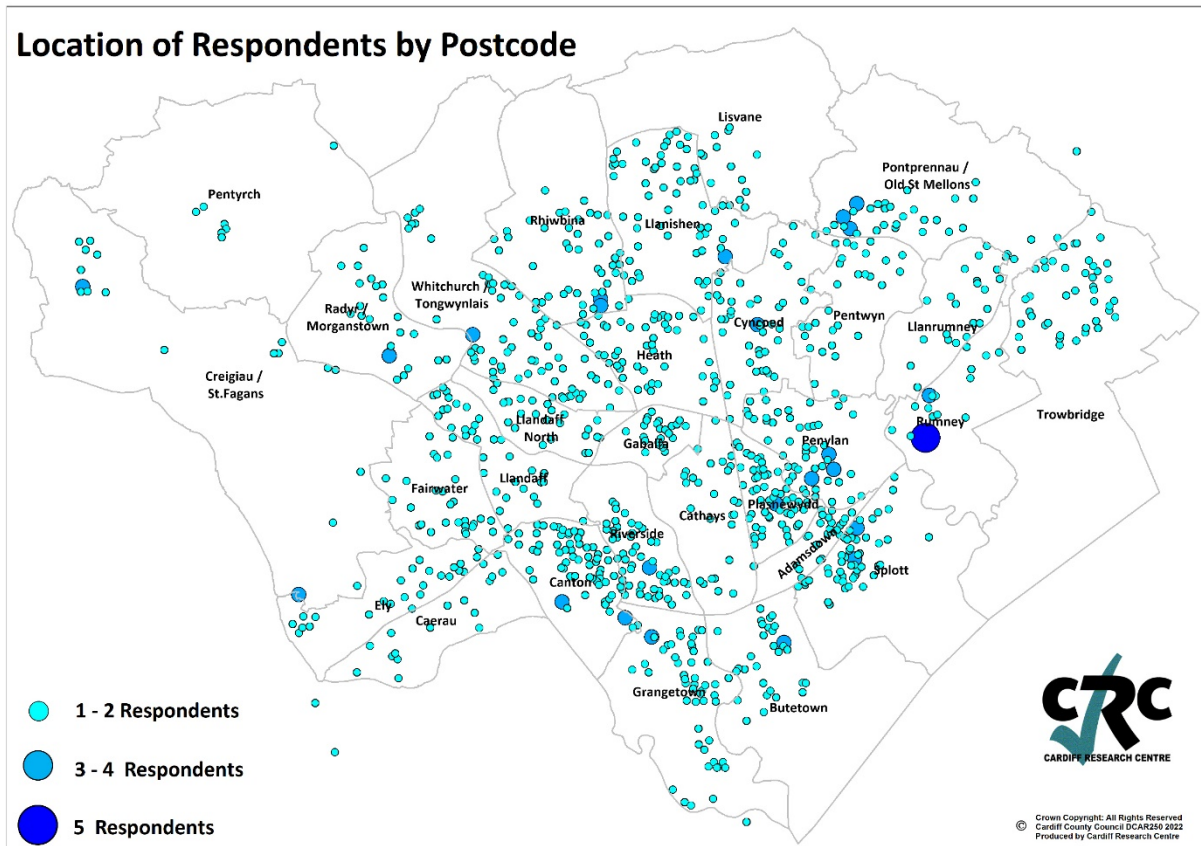 Location of Respondents by Postcode
Lisvane
Pontprennau /
Old St Mellons
Pentyrch
Rhiwbina
Llanishen
Whitchurch /
Tongwynlais
Radyr /
Morganstown
Cyncped
Pentwyn
Llanrumney
Heath
Creigiau /
St.Fagans
Trowbridge
Rumney
Llandaff
North
Gabalfa
Penylan
Llandaff
Fairwater
Plasnewydd
Cathays
Riverside
Adamsdown
Splott
Canton
Ely
Caerau
Grangetown
Butetown
1 - 2 Respondents
3 - 4 Respondents
5 Respondents
CRC
CARDIFF RESEARCH CENTRE
© Crown Copyright: All Rights Reserved
Cardiff County Council DCAR250 2022
Produced by Cardiff Research Centre